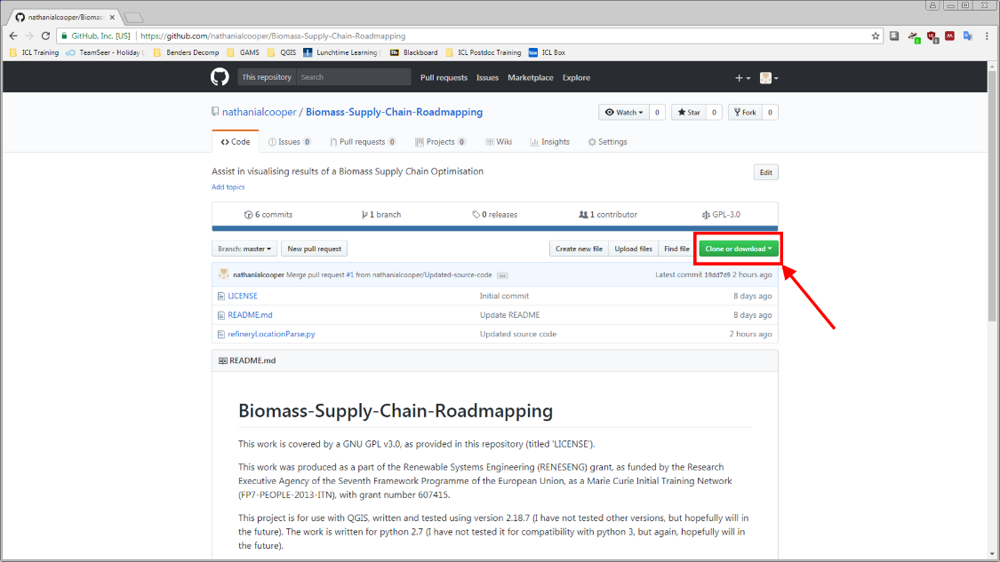 nathanialcooper/Biomass-
GitHub, Inc. [US] https://github.com/nathanialcooper/Biomass-Supply-Chain-Roadmapping
ICL Training TeamSeer - Holiday Benders Decomp GAMS QGIS Lunchtime Learning Blackboard ICL Postdoc Training ICL Box
This repository Search Pull requests Issues Marketplace Explore
nathanialcooper / Biomass-Supply-Chain-Roadmapping Watch 0 Star 0 Fork 0
Code Issues 0 Pull requests 0 Projects 0 Wiki Insights Settings
Assist in visualising results of a Biomass Supply Chain Optimisation Edit
Add topics
6 commits 1 branch 0 releases 1 contributor GPL-3.0
Branch: master New pull request Create new file Upload files Find file Clone or download
nathanialcooper Merge pull request #1 from nathanialcooper/Updated-source-code ... Latest commit 19dd7d9 2 hours ago
LICENSE Initial commit 8 days ago
README.md Update README 8 days ago
refineryLocationParse.py Updated source code 2 hours ago
README.md
Biomass-Supply-Chain-Roadmapping
This work is covered by a GNU GPL v3.0, as provided in this repository (titled 'LICENSE').
This work was produced as a part of the Renewable Systems Engineering (RENESENG) grant, as funded by the Research
Executive Agency of the Seventh Framework Programme of the European Union, as a Marie Curie Initial Training Network
(FP7-PEOPLE-2013-ITN), with grant number 607415.
This project is for use with QGIS, written and tested using version 2.18.7 (I have not tested other versions, but hopefully will in
the future). The work is written for python 2.7 (I have not tested it for compatibility with python 3, but again, hopefully will in
the future).